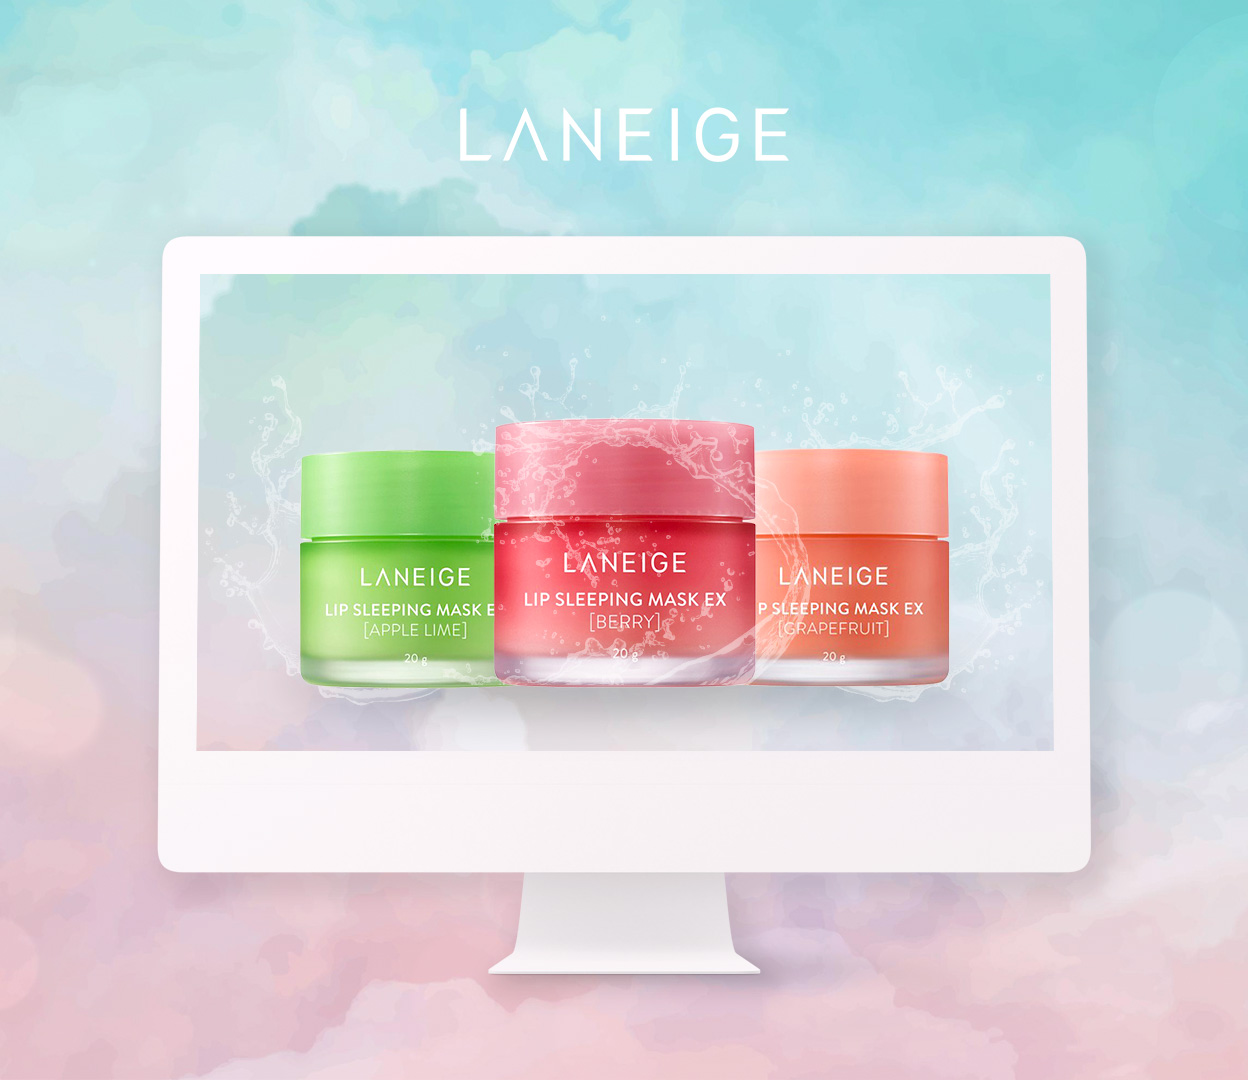 LANEIGE
LANEIGE
LIP SLEEPING MASK E
[APPLE LIME]
20 g
LANEIGE
LIP SLEEPING MASK EX
[BERRY]
20 g
LANEIGE
P SLEEPING MASK EX
[GRAPEFRUIT]
20 g